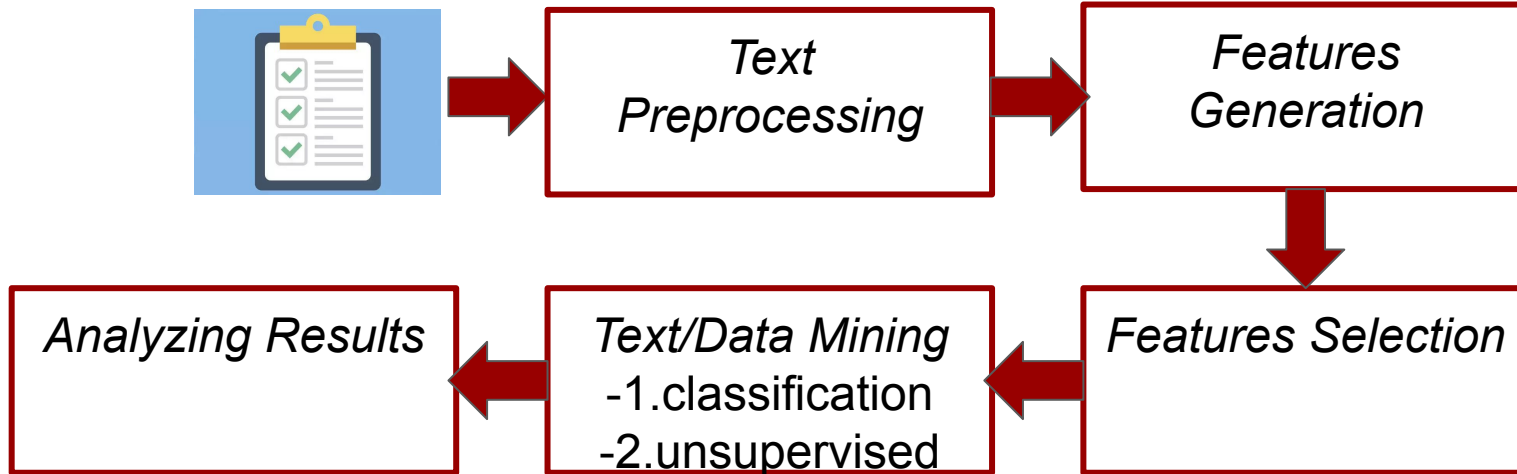 Text
Preprocessing
Features
Generation
Features Selection
Text/Data Mining
-1.classification
-2.unsupervised
Analyzing Results